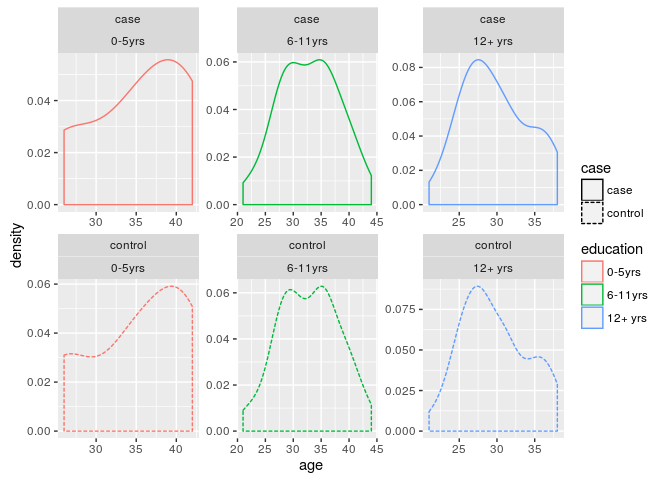 case
0-5yrs
case
6-11yrs
case
12+ yrs
0.04
0.02
0.00
0.06
0.04
0.02
0.00
0.08
0.06
0.04
0.02
0.00
30 35 40
20 25 30 35 40 45
25 30 35
control
0-5yrs
control
6-11yrs
control
12+ yrs
0.06
0.04
0.02
0.00
0.06
0.04
0.02
0.00
0.075
0.050
0.025
0.000
30 35 40
20 25 30 35 40 45
25 30 35
density
age
case
case
control
education
0-5yrs
6-11yrs
12+ yrs